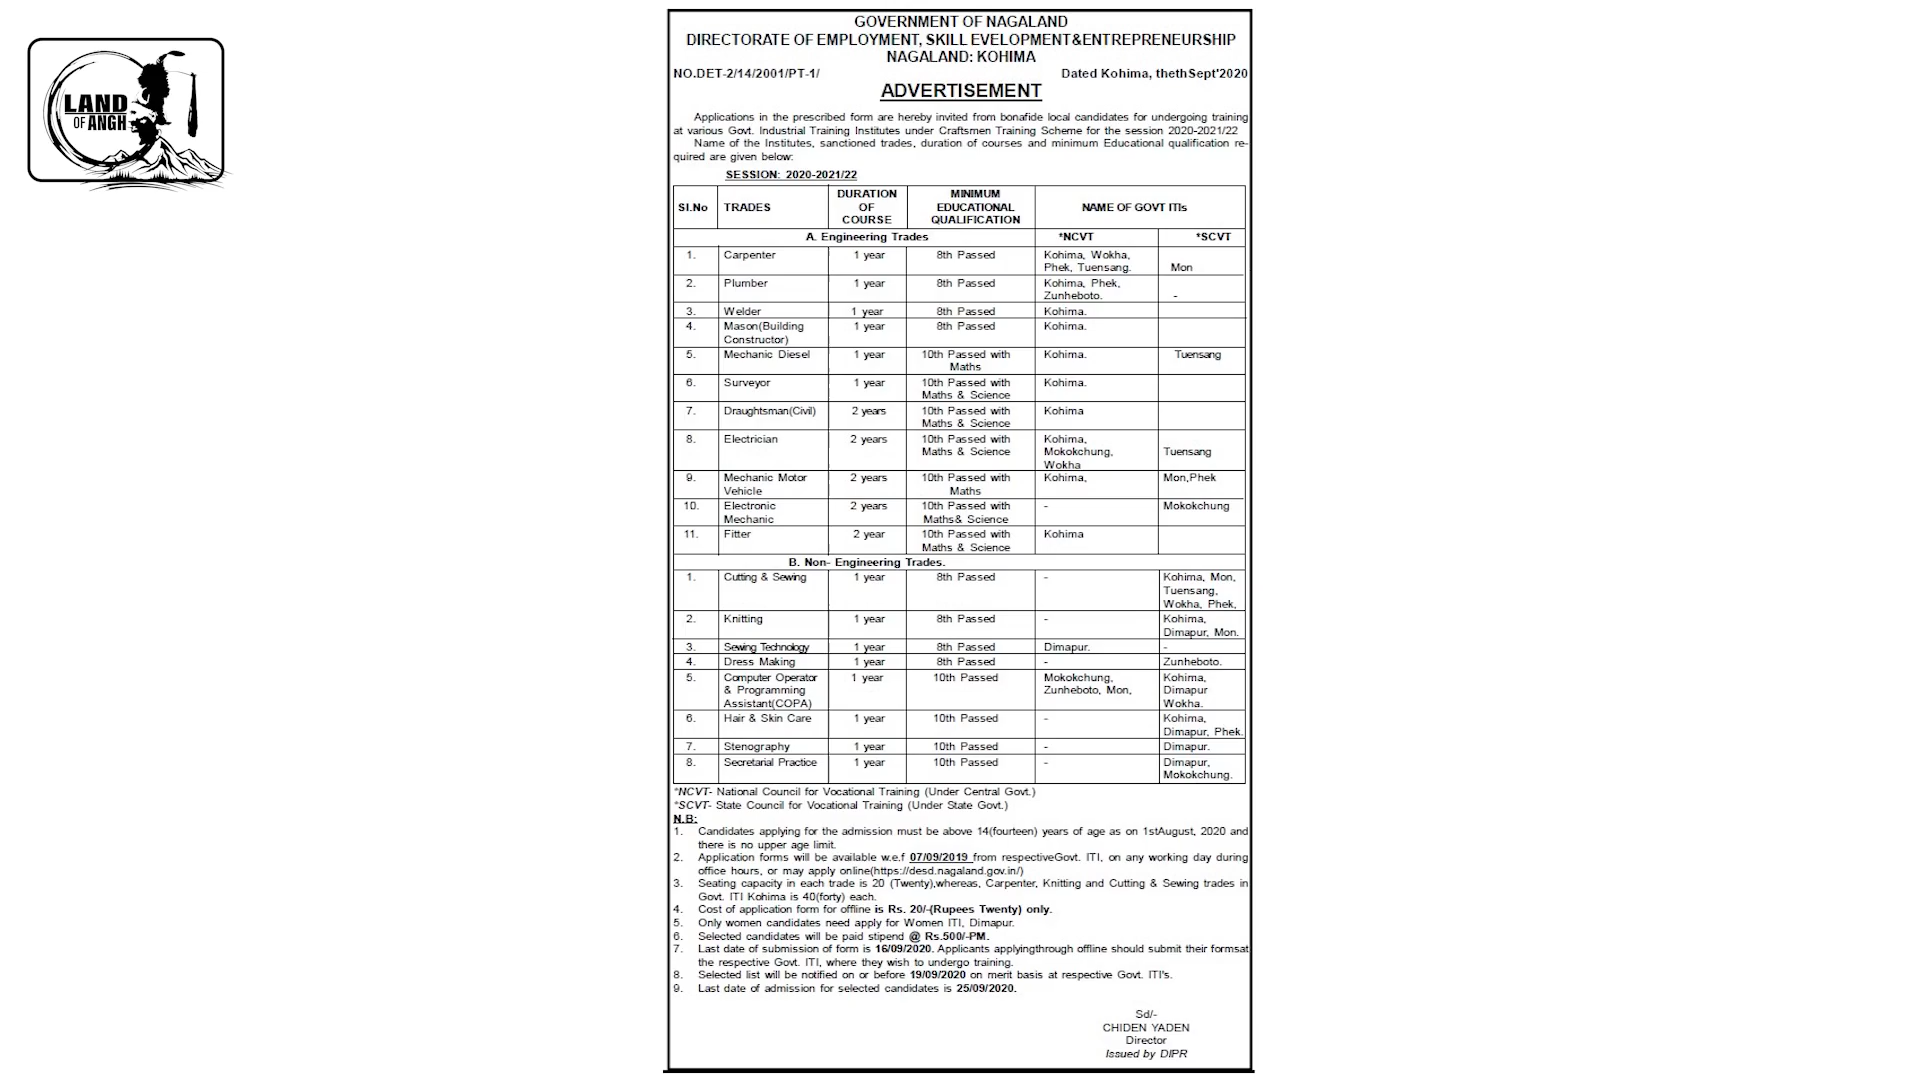 LAND
OF ANGH
GOVERNMENT OF NAGALAND
DIRECTORATE OF EMPLOYMENT, SKILL EVELOPMENT&ENTREPRENEURSHIP
NAGALAND: KOHIMA
NO.DET-2/14/2001/PT-1/ Dated Kohima, thethSept'2020
ADVERTISEMENT
Applications in the prescribed form are hereby invited from bonafide local candidates for undergoing training
at various Govt. Industrial Training Institutes under Craftsmen Training Scheme for the session 2020-2021/22
Name of the Institutes, sanctioned trades, duration of courses and minimum Educational qualification re-
quired are given below:
SESSION: 2020-2021/22
SI.No TRADES DURATION OF COURSE MINIMUM EDUCATIONAL QUALIFICATION NAME OF GOVT ITIs
A. Engineering Trades *NCVT *SCVT
1. Carpenter 1 year 8th Passed Kohima, Wokha,
Phek, Tuensang. Mon
2. Plumber 1 year 8th Passed Kohima, Phek,
Zunheboto. -
3. Welder 1 year 8th Passed Kohima.
4. Mason(Building 1 year 8th Passed Kohima.
Constructor)
5. Mechanic Diesel 1 year 10th Passed with Kohima. Tuensang
Maths
6. Surveyor 1 year 10th Passed with Kohima.
Maths & Science
7. Draughtsman(Civil) 2 years 10th Passed with Kohima
Maths & Science
8. Electrician 2 years 10th Passed with Kohima,
Maths & Science Mokokchung, Tuensang
Wokha
9. Mechanic Motor 2 years 10th Passed with Kohima, Mon,Phek
Vehicle Maths
10. Electronic 2 years 10th Passed with - Mokokchung
Mechanic Maths& Science
11. Fitter 2 year 10th Passed with Kohima
Maths & Science
B. Non- Engineering Trades.
1. Cutting & Sewing 1 year 8th Passed - Kohima, Mon,
Tuensang,
Wokha, Phek,
2. Knitting 1 year 8th Passed - Kohima,
Dimapur, Mon.
3. Sewing Technology 1 year 8th Passed Dimapur. -
4. Dress Making 1 year 8th Passed - Zunheboto.
5. Computer Operator 1 year 10th Passed Mokokchung, Kohima,
& Programming Zunheboto, Mon, Dimapur
Assistant(COPA) Wokha.
6. Hair & Skin Care 1 year 10th Passed - Kohima,
Dimapur, Phek.
7. Stenography 1 year 10th Passed - Dimapur.
8. Secretarial Practice 1 year 10th Passed - Dimapur,
Mokokchung.
*NCVT- National Council for Vocational Training (Under Central Govt.)
*SCVT- State Council for Vocational Training (Under State Govt.)
N.B:
1. Candidates applying for the admission must be above 14(fourteen) years of age as on 1stAugust, 2020 and
there is no upper age limit.
2. Application forms will be available w.e.f 07/09/2019 from respectiveGovt. ITI, on any working day during
office hours, or may apply online(https://desd.nagaland.gov.in/)
3. Seating capacity in each trade is 20 (Twenty),whereas, Carpenter, Knitting and Cutting & Sewing trades in
Govt. ITI Kohima is 40(forty) each.
4. Cost of application form for offline is Rs. 20/-(Rupees Twenty) only.
5. Only women candidates need apply for Women ITI, Dimapur.
6. Selected candidates will be paid stipend @ Rs.500/-PM.
7. Last date of submission of form is 16/09/2020. Applicants applyingthrough offline should submit their formsat
the respective Govt. ITI, where they wish to undergo training.
8. Selected list will be notified on or before 19/09/2020 on merit basis at respective Govt. ITI's.
9. Last date of admission for selected candidates is 25/09/2020.
Sd/-
CHIDEN YADEN
Director
Issued by DIPR